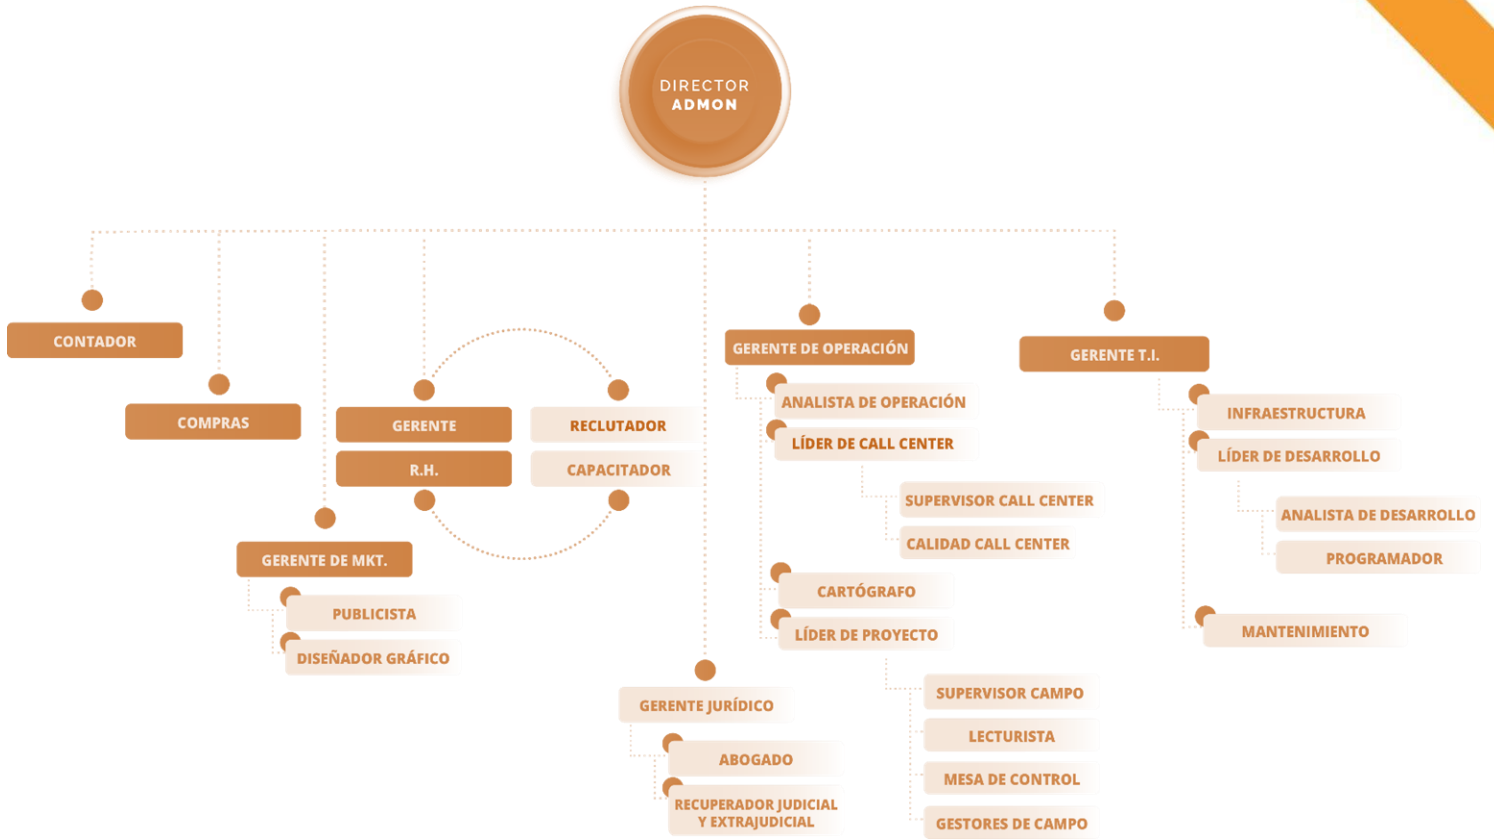 DIRECTOR
ADMON
CONTADOR
COMPRAS
GERENTE DE MKT.
PUBLICISTA
DISEÑADOR GRÁFICO
GERENTE
R.H.
RECLUTADOR
CAPACITADOR
GERENTE JURÍDICO
ABOGADO
RECUPERADOR JUDICIAL
Y EXTRAJUDICIAL
GERENTE DE OPERACIÓN
ANALISTA DE OPERACIÓN
LÍDER DE CALL CENTER
SUPERVISOR CALL CENTER
CALIDAD CALL CENTER
CARTÓGRAFO
LÍDER DE PROYECTO
SUPERVISOR CAMPO
LECTURISTA
MESA DE CONTROL
GESTORES DE CAMPO
GERENTE T.I.
INFRAESTRUCTURA
LÍDER DE DESARROLLO
ANALISTA DE DESARROLLO
PROGRAMADOR
MANTENIMIENTO